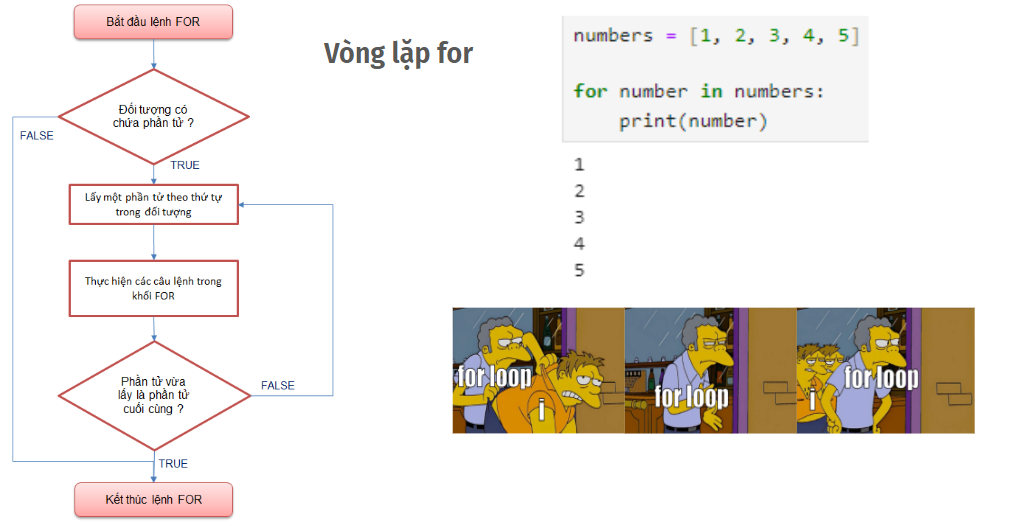 Bắt đầu lệnh FOR
Đối tượng có
chứa phần tử ?
FALSE
TRUE
Lấy một phần tử theo thứ tự
trong đối tượng
Thực hiện các câu lệnh trong
khối FOR
Phần tử vừa
lấy là phần tử
cuối cùng ?
FALSE
TRUE
Kết thúc lệnh FOR
Vòng lặp for
numbers = [1, 2, 3, 4, 5]
for number in numbers:
    print(number)
1
2
3
4
5
for loop
i
for loop
for loop
i